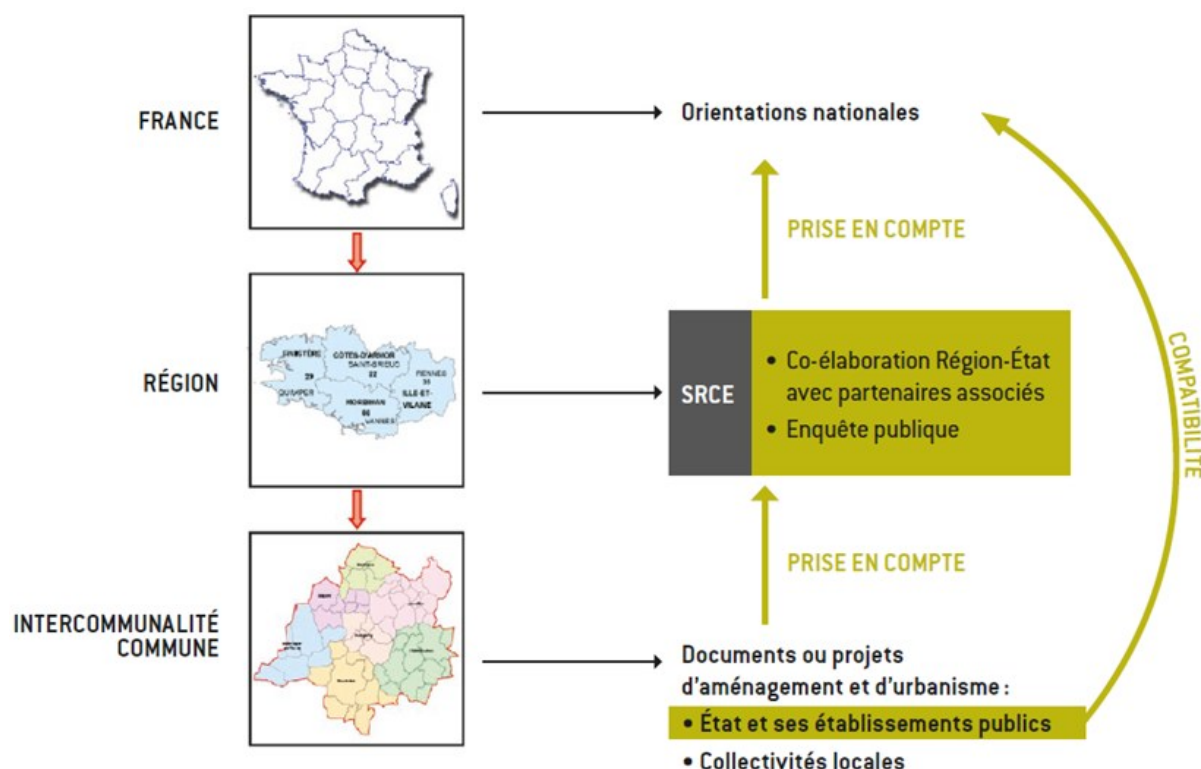 FRANCE
Orientations nationales
PRISE EN COMPTE
RÉGION
FINISTÈRE
29
QUIMPER
CÔTES-D'ARMOR
SAINT-BRIEUC
22
RENNES
35
ILLE-ET-
VILAINE
MORBIHAN
56
VANNES
SRCE
• Co-élaboration Région-État
avec partenaires associés
• Enquête publique
COMPATIBILITÉ
PRISE EN COMPTE
INTERCOMMUNALITÉ
COMMUNE
Documents ou projets
d'aménagement et d'urbanisme :
• État et ses établissements publics
• Collectivités locales